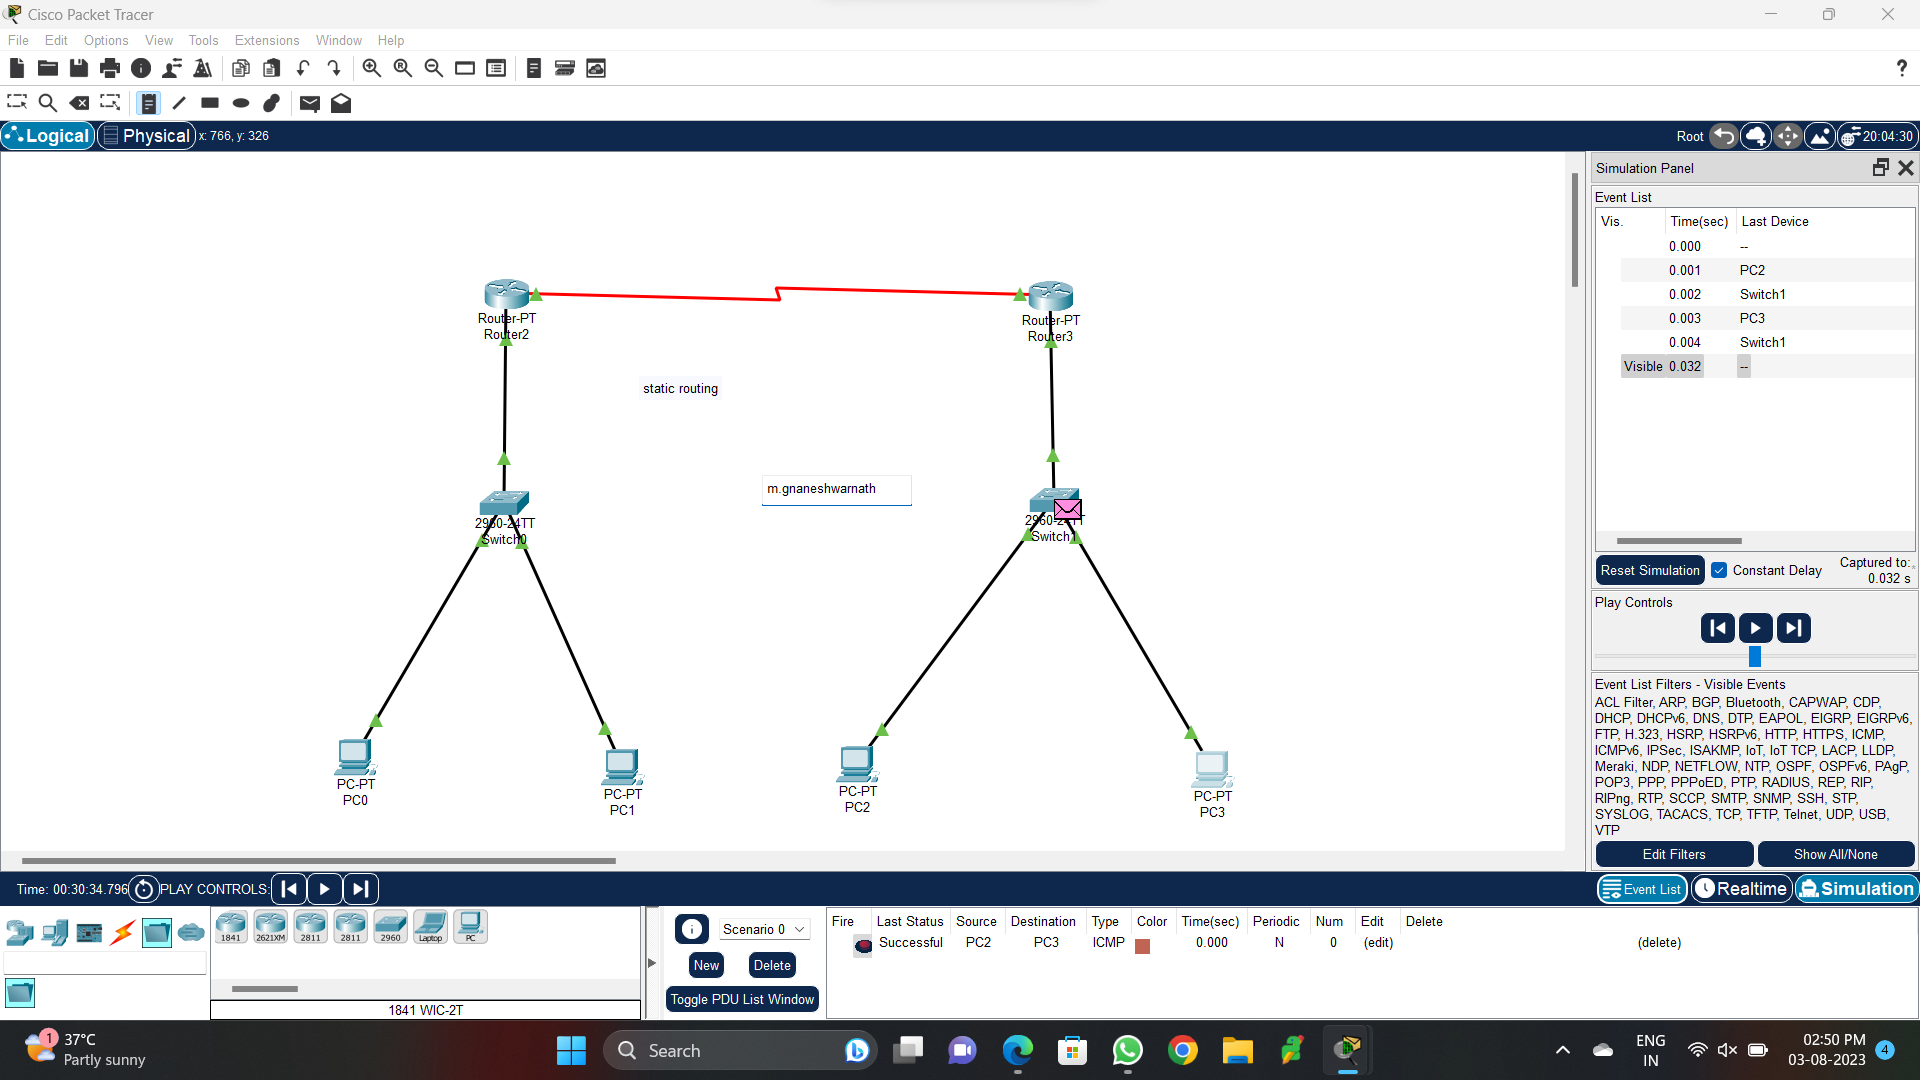 Cisco Packet Tracer
File Edit Options View Tools Extensions Window Help
?
Logical Physical x: 766, y: 326 Root 20:04:30
Simulation Panel
Event List
Vis. Time(sec) Last Device
0.000 --
0.001 PC2
0.002 Switch1
0.003 PC3
0.004 Switch1
Visible 0.032 --
Router-PT
Router2
Router-PT
Router3
static routing
m.gnaneshwarnath
2960-24TT
Switch0
2960-24TT
Switch1
PC-PT
PC0
PC-PT
PC1
PC-PT
PC2
PC-PT
PC3
Reset Simulation Constant Delay Captured to:
0.032 s
Play Controls
Event List Filters - Visible Events
ACL Filter, ARP, BGP, Bluetooth, CAPWAP, CDP,
DHCP, DHCPv6, DNS, DTP, EAPOL, EIGRP, EIGRPv6,
FTP, H.323, HSRP, HSRPv6, HTTP, HTTPS, ICMP,
ICMPv6, IPSec, ISAKMP, IoT, IoT TCP, LACP, LLDP,
Meraki, NDP, NETFLOW, NTP, OSPF, OSPFv6, PAgP,
POP3, PPP, PPPoED, PTP, RADIUS, REP, RIP,
RIPng, RTP, SCCP, SMTP, SNMP, SSH, STP,
SYSLOG, TACACS, TCP, TFTP, Telnet, UDP, USB,
VTP
Edit Filters Show All/None
Time: 00:30:34.796 PLAY CONTROLS: Event List Realtime Simulation
1841 2621XM 2811 2811 2960 Laptop PC
1841 WIC-2T
Scenario 0
New Delete
Toggle PDU List Window
Fire Last Status Source Destination Type Color Time(sec) Periodic Num Edit Delete
Successful PC2 PC3 ICMP 0.000 N 0 (edit) (delete)
1 37°C
Partly sunny
Search
ENG
IN
02:50 PM
03-08-2023
4